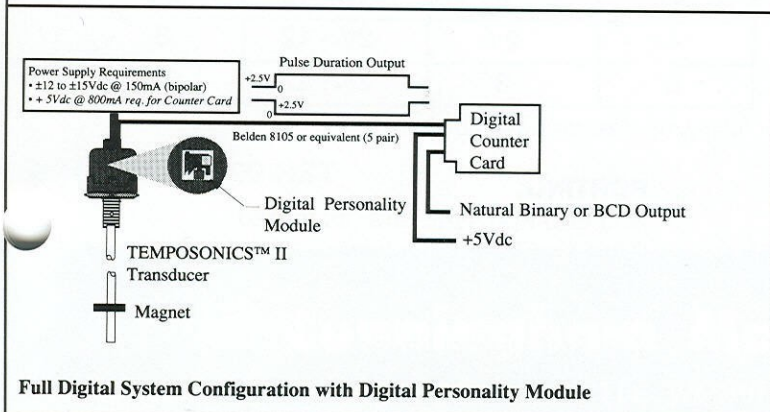 Power Supply Requirements
• ±12 to ±15Vdc @ 150mA (bipolar)
• + 5Vdc @ 800mA req. for Counter Card
Pulse Duration Output
+2.5V
0
+2.5V
0
Belden 8105 or equivalent (5 pair)
Digital
Counter
Card
Digital Personality
Module
Natural Binary or BCD Output
+5Vdc
TEMPOSONICS™ II
Transducer
Magnet
Full Digital System Configuration with Digital Personality Module